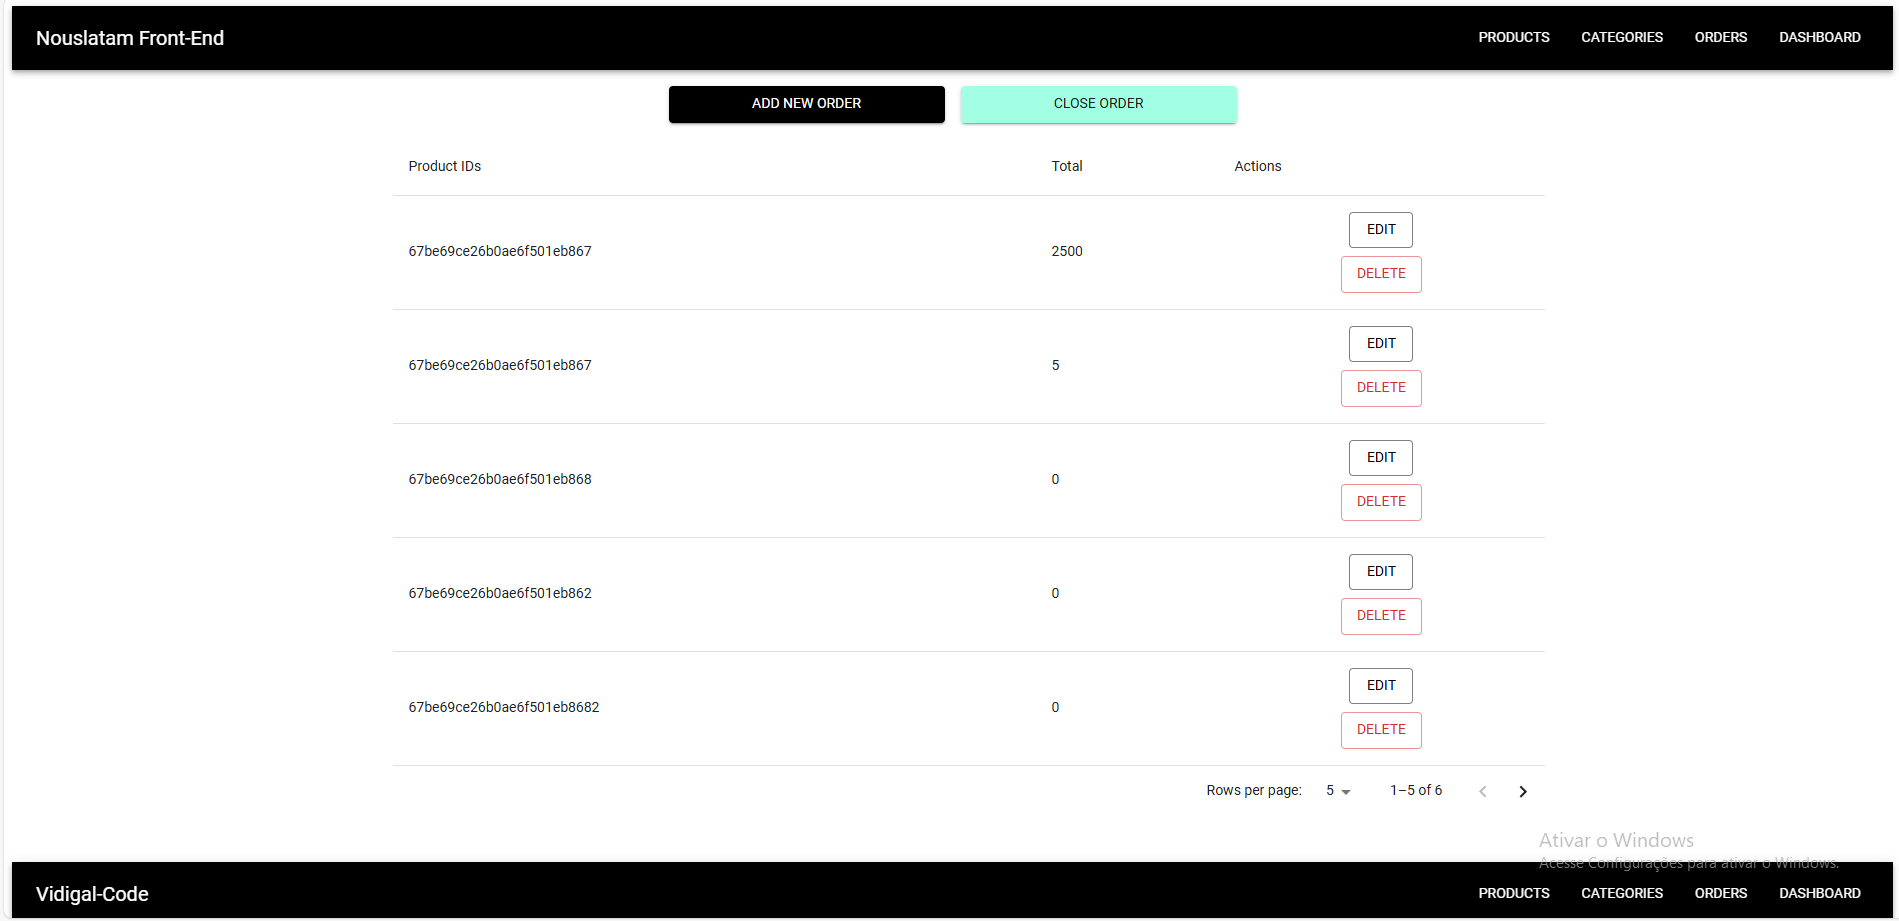 Nouslatam Front-End PRODUCTS CATEGORIES ORDERS DASHBOARD
ADD NEW ORDER CLOSE ORDER
Product IDs Total Actions
67be69ce26b0ae6f501eb867 2500 EDIT
DELETE
67be69ce26b0ae6f501eb867 5 EDIT
DELETE
67be69ce26b0ae6f501eb868 0 EDIT
DELETE
67be69ce26b0ae6f501eb862 0 EDIT
DELETE
67be69ce26b0ae6f501eb8682 0 EDIT
DELETE
Rows per page: 5 1–5 of 6
Ativar o Windows
Acesse Configurações para ativar o Windows.
Vidigal-Code PRODUCTS CATEGORIES ORDERS DASHBOARD